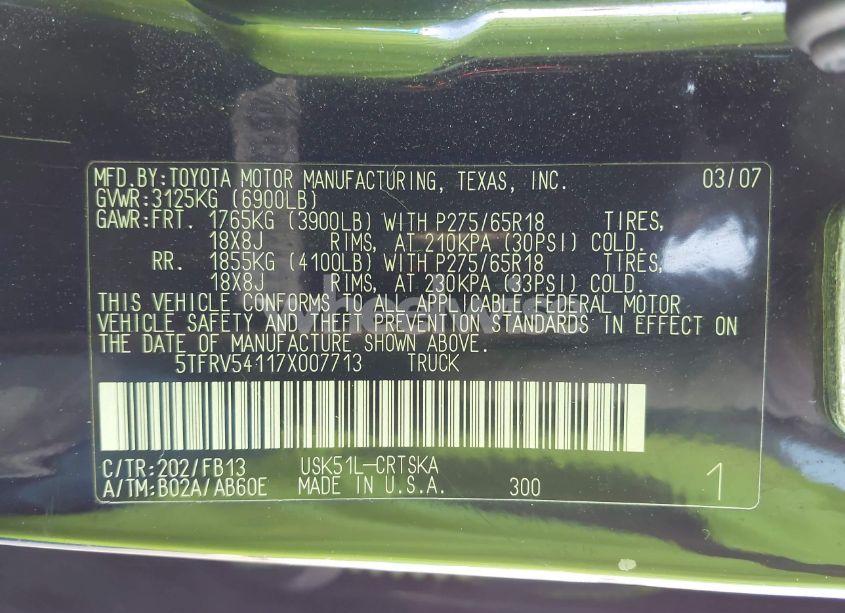 MFD.BY:TOYOTA MOTOR MANUFACTURING, TEXAS, INC. 03/07
GVWR:3125KG (6900LB)
GAWR:FRT. 1765KG (3900LB) WITH P275/65R18 TIRES,
18X8J RIMS, AT 210KPA (30PSI) COLD.
RR. 1855KG (4100LB) WITH P275/65R18 TIRES,
18X8J RIMS, AT 230KPA (33PSI) COLD.
THIS VEHICLE CONFORMS TO ALL APPLICABLE FEDERAL MOTOR
VEHICLE SAFETY AND THEFT PREVENTION STANDARDS IN EFFECT ON
THE DATE OF MANUFACTURE SHOWN ABOVE.
5TFRV54117X007713 TRUCK
C/TR:202/FB13 USK51L-CRTSKA
A/TM:B02A/AB60E MADE IN U.S.A. 300 1